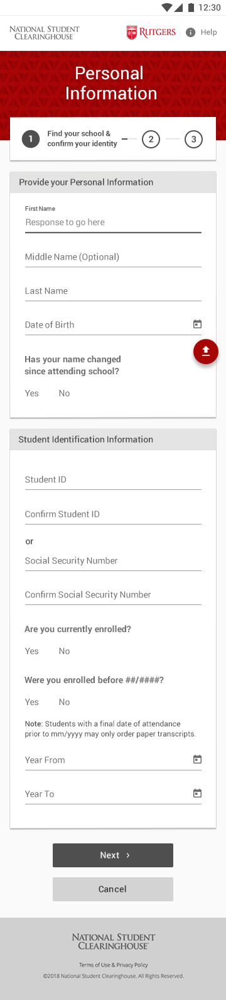 12:30
NATIONAL STUDENT
CLEARINGHOUSE®
RUTGERS
Help
Personal
Information
1
Find your school &
confirm your identity
2
3
Provide your Personal Information
First Name
Response to go here
Middle Name (Optional)
Last Name
Date of Birth
Has your name changed
since attending school?
Yes No
Student Identification Information
Student ID
Confirm Student ID
or
Social Security Number
Confirm Social Security Number
Are you currently enrolled?
Yes No
Were you enrolled before ##/####?
Yes No
Note: Students with a final date of attendance
prior to mm/yyyy may only order paper transcripts.
Year From
Year To
Next ›
Cancel
NATIONAL STUDENT
CLEARINGHOUSE®
Terms of Use & Privacy Policy
©2018 National Student Clearinghouse. All Rights Reserved.